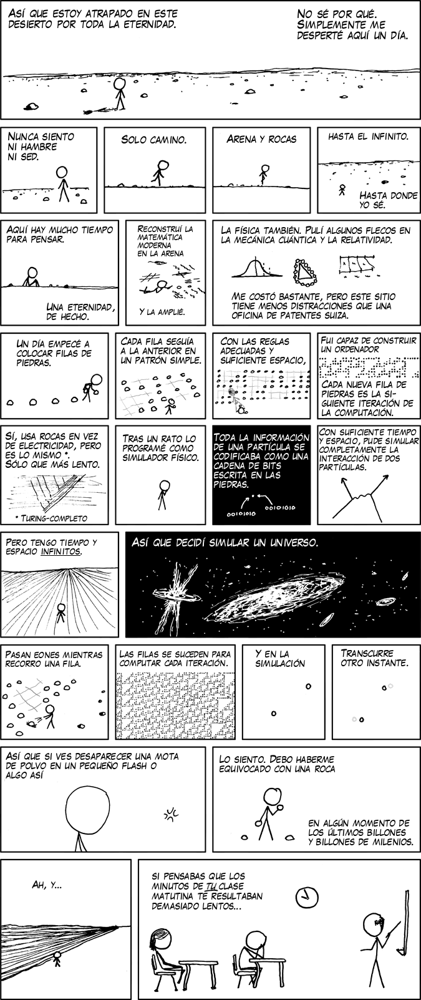 ASÍ QUE ESTOY ATRAPADO EN ESTE
DESIERTO POR TODA LA ETERNIDAD.
NO SÉ POR QUÉ.
SIMPLEMENTE ME
DESPERTÉ AQUÍ UN DÍA.
NUNCA SIENTO
NI HAMBRE
NI SED.
SOLO CAMINO.
ARENA Y ROCAS
HASTA EL INFINITO.
HASTA DONDE
YO SÉ.
AQUÍ HAY MUCHO TIEMPO
PARA PENSAR.
UNA ETERNIDAD,
DE HECHO.
RECONSTRUÍ LA
MATEMÁTICA
MODERNA
EN LA ARENA
Y LA AMPLIÉ.
LA FÍSICA TAMBIÉN. PULÍ ALGUNOS FLECOS EN
LA MECÁNICA CUÁNTICA Y LA RELATIVIDAD.
ME COSTÓ BASTANTE, PERO ESTE SITIO
TIENE MENOS DISTRACCIONES QUE UNA
OFICINA DE PATENTES SUIZA.
UN DÍA EMPECÉ A
COLOCAR FILAS DE
PIEDRAS.
CADA FILA SEGUÍA
A LA ANTERIOR EN
UN PATRÓN SIMPLE.
CON LAS REGLAS
ADECUADAS Y
SUFICIENTE ESPACIO,
FUI CAPAZ DE CONSTRUIR
UN ORDENADOR
CADA NUEVA FILA DE
PIEDRAS ES LA SI-
GUIENTE ITERACIÓN DE
LA COMPUTACIÓN.
SÍ, USA ROCAS EN VEZ
DE ELECTRICIDAD, PERO
ES LO MISMO *.
SÓLO QUE MÁS LENTO.
* TURING-COMPLETO
TRAS UN RATO LO
PROGRAMÉ COMO
SIMULADOR FÍSICO.
TODA LA INFORMACIÓN
DE UNA PARTÍCULA SE
CODIFICABA COMO UNA
CADENA DE BITS
ESCRITA EN LAS
PIEDRAS.
00101010
00101010
CON SUFICIENTE TIEMPO
Y ESPACIO, PUDE SIMULAR
COMPLETAMENTE LA
INTERACCIÓN DE DOS
PARTÍCULAS.
PERO TENGO TIEMPO Y
ESPACIO INFINITOS.
ASÍ QUE DECIDÍ SIMULAR UN UNIVERSO.
PASAN EONES MIENTRAS
RECORRO UNA FILA.
LAS FILAS SE SUCEDEN PARA
COMPUTAR CADA ITERACIÓN.
Y EN LA
SIMULACIÓN
TRANSCURRE
OTRO INSTANTE.
ASÍ QUE SI VES DESAPARECER UNA MOTA
DE POLVO EN UN PEQUEÑO FLASH O
ALGO ASÍ
LO SIENTO. DEBO HABERME
EQUIVOCADO CON UNA ROCA
EN ALGÚN MOMENTO DE
LOS ÚLTIMOS BILLONES
Y BILLONES DE MILENIOS.
AH, Y...
SI PENSABAS QUE LOS
MINUTOS DE TU CLASE
MATUTINA TE RESULTABAN
DEMASIADO LENTOS...